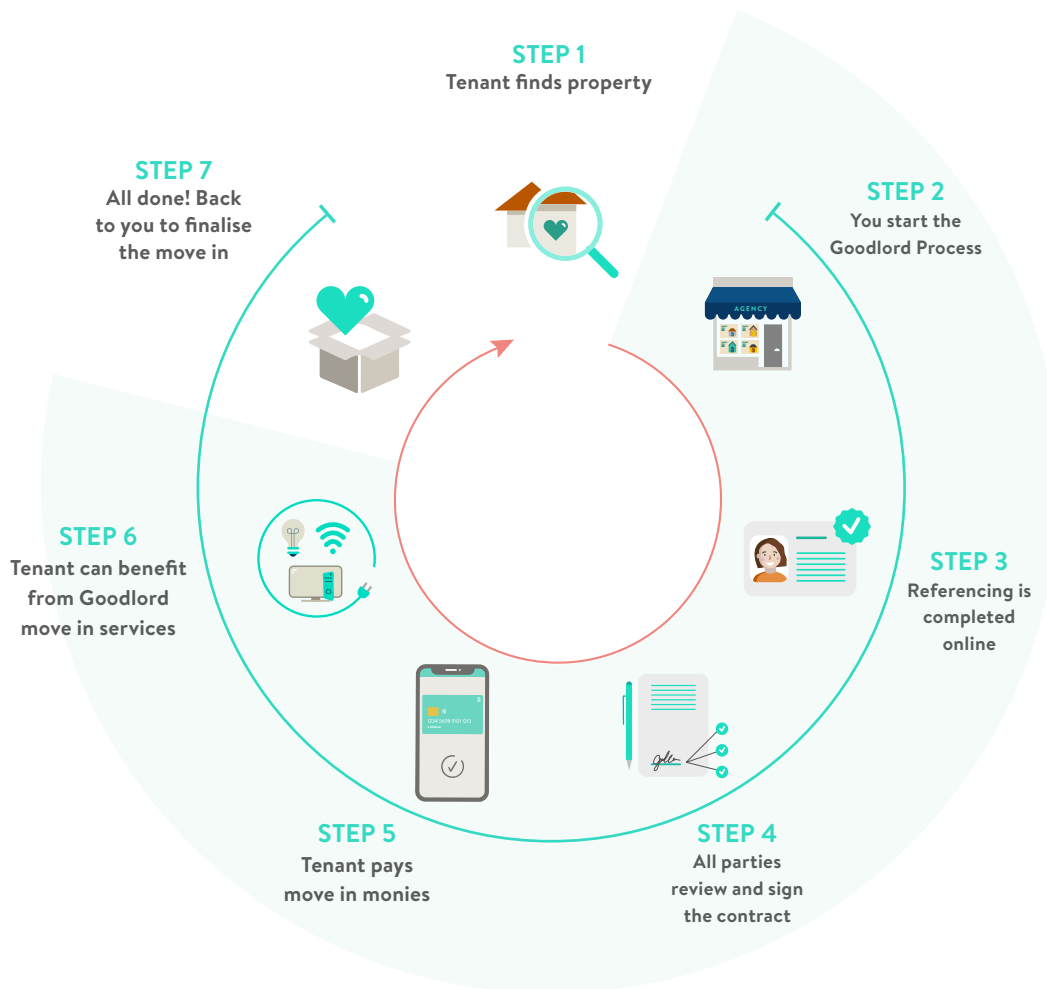 STEP 1
Tenant finds property
STEP 2
You start the
Goodlord Process
AGENCY
STEP 3
Referencing is
completed
online
STEP 4
All parties
review and sign
the contract
STEP 5
Tenant pays
move in monies
STEP 6
Tenant can benefit
from Goodlord
move in services
STEP 7
All done! Back
to you to finalise
the move in